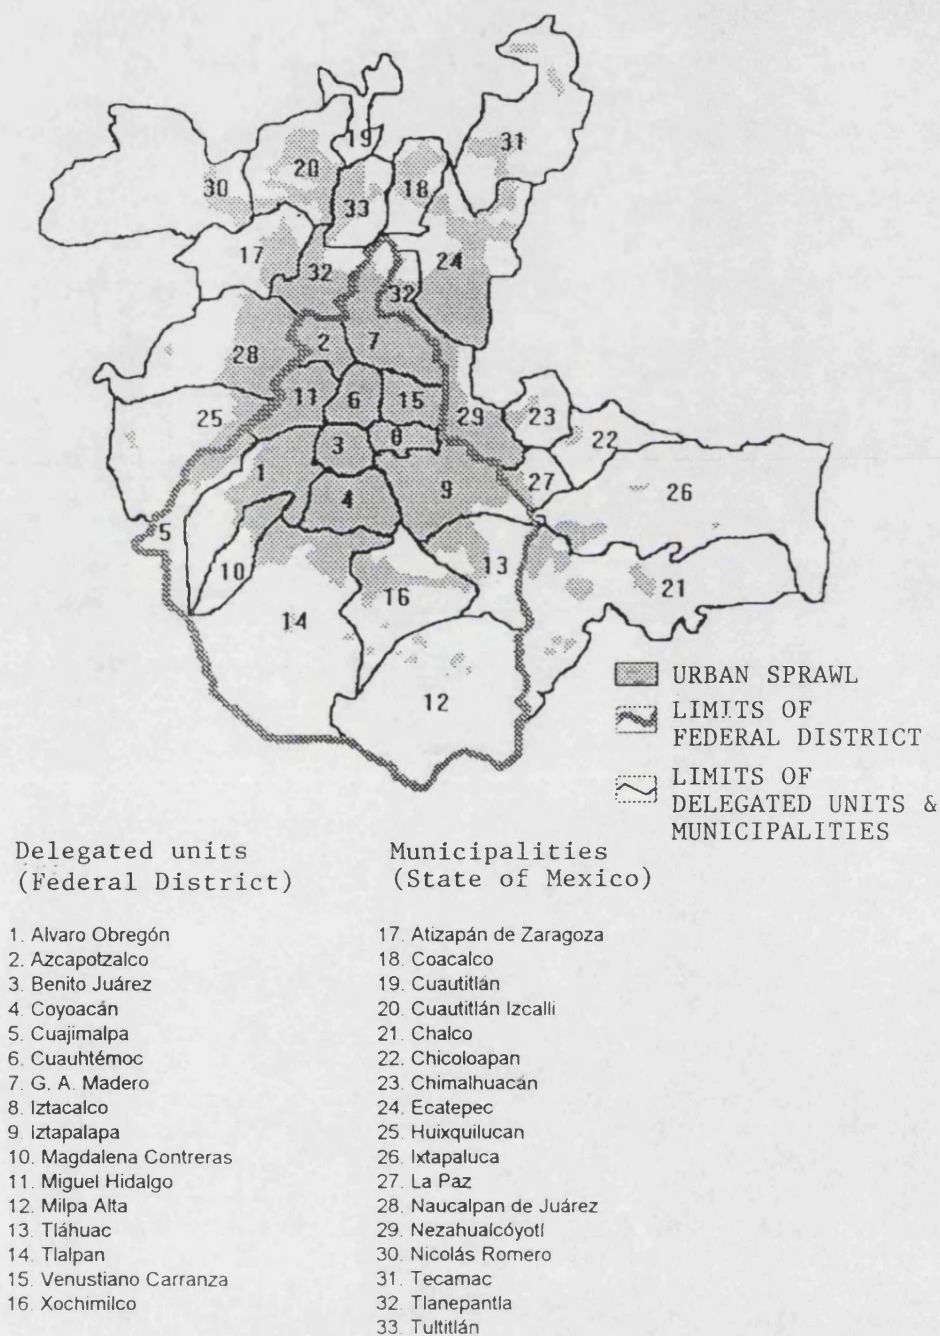 19
31
20
30
18
33
17
32
24
32
2
7
28
11
6
15
29
23
25
3
8
22
1
27
26
4
9
5
10
13
16
21
14
12
URBAN SPRAWL
LIMITS OF
FEDERAL DISTRICT
LIMITS OF
DELEGATED UNITS &
MUNICIPALITIES
Delegated units
(Federal District)
1. Alvaro Obregón
2. Azcapotzalco
3. Benito Juárez
4. Coyoacán
5. Cuajimalpa
6. Cuauhtémoc
7. G. A. Madero
8. Iztacalco
9. Iztapalapa
10. Magdalena Contreras
11. Miguel Hidalgo
12. Milpa Alta
13. Tláhuac
14. Tlalpan
15. Venustiano Carranza
16. Xochimilco
Municipalities
(State of Mexico)
17. Atizapán de Zaragoza
18. Coacalco
19. Cuautitlán
20. Cuautitlán Izcalli
21. Chalco
22. Chicoloapan
23. Chimalhuacán
24. Ecatepec
25. Huixquilucan
26. Ixtapaluca
27. La Paz
28. Naucalpan de Juárez
29. Nezahualcóyotl
30. Nicolás Romero
31. Tecamac
32. Tlanepantla
33. Tultitlán